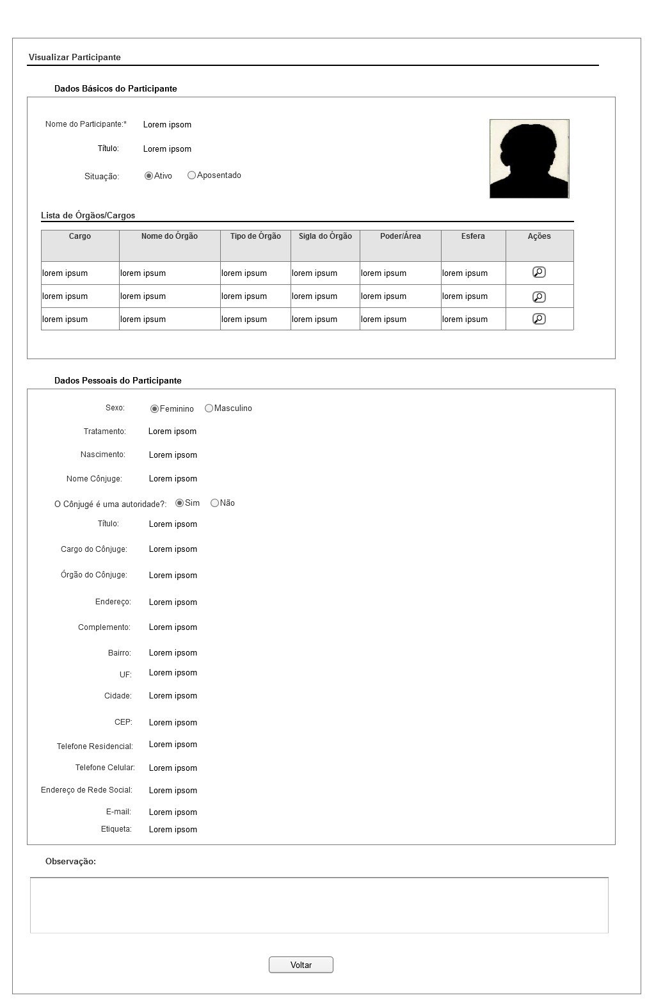 Visualizar Participante
Dados Básicos do Participante
Nome do Participante:* Lorem ipsom
Título: Lorem ipsom
Situação: Ativo Aposentado
Lista de Órgãos/Cargos
Cargo Nome do Órgão Tipo de Órgão Sigla do Órgão Poder/Área Esfera Ações
lorem ipsum lorem ipsum lorem ipsum lorem ipsum lorem ipsum lorem ipsum
lorem ipsum lorem ipsum lorem ipsum lorem ipsum lorem ipsum lorem ipsum
lorem ipsum lorem ipsum lorem ipsum lorem ipsum lorem ipsum lorem ipsum
Dados Pessoais do Participante
Sexo: Feminino Masculino
Tratamento: Lorem ipsom
Nascimento: Lorem ipsom
Nome Cônjuge: Lorem ipsom
O Cônjugé é uma autoridade?: Sim Não
Título: Lorem ipsom
Cargo do Cônjuge: Lorem ipsom
Órgão do Cônjuge: Lorem ipsom
Endereço: Lorem ipsom
Complemento: Lorem ipsom
Bairro: Lorem ipsom
UF: Lorem ipsom
Cidade: Lorem ipsom
CEP: Lorem ipsom
Telefone Residencial: Lorem ipsom
Telefone Celular: Lorem ipsom
Endereço de Rede Social: Lorem ipsom
E-mail: Lorem ipsom
Etiqueta: Lorem ipsom
Observação:
Voltar